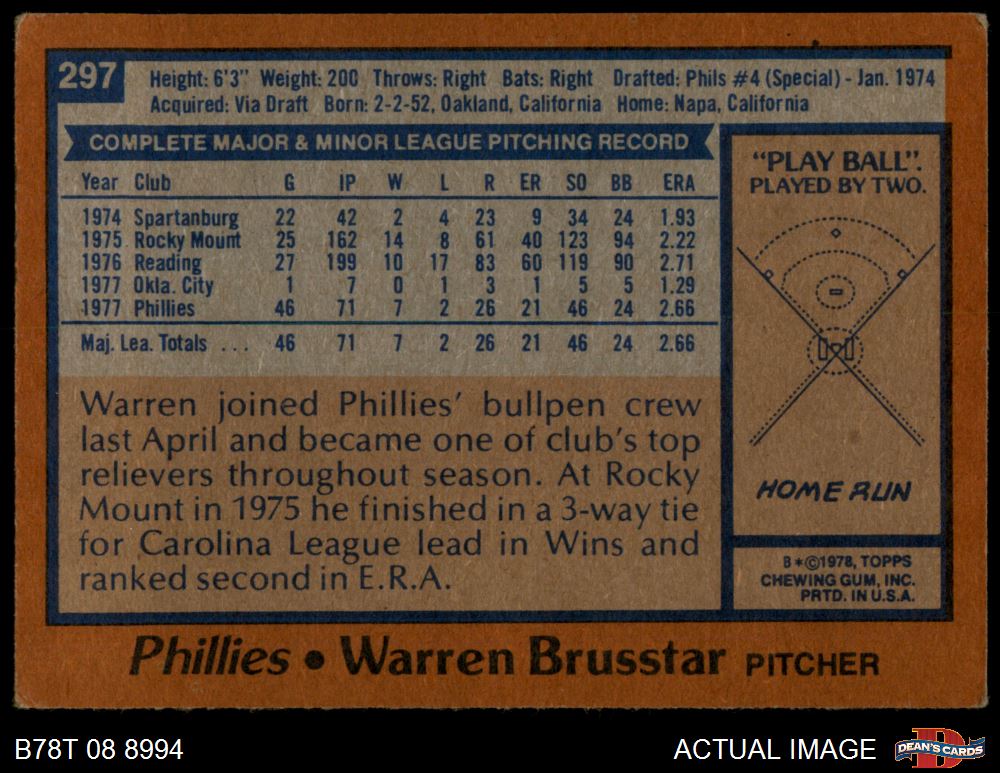 297
Height: 6'3" Weight: 200 Throws: Right Bats: Right Drafted: Phils #4 (Special) - Jan. 1974
Acquired: Via Draft Born: 2-2-52, Oakland, California Home: Napa, California
COMPLETE MAJOR & MINOR LEAGUE PITCHING RECORD
Year Club G IP W L R ER SO BB ERA
1974 Spartanburg 22 42 2 4 23 9 34 24 1.93
1975 Rocky Mount 25 162 14 8 61 40 123 94 2.22
1976 Reading 27 199 10 17 83 60 119 90 2.71
1977 Okla. City 1 7 0 1 3 1 5 5 1.29
1977 Phillies 46 71 7 2 26 21 46 24 2.66
Maj. Lea. Totals ... 46 71 7 2 26 21 46 24 2.66
Warren joined Phillies' bullpen crew
last April and became one of club's top
relievers throughout season. At Rocky
Mount in 1975 he finished in a 3-way tie
for Carolina League lead in Wins and
ranked second in E.R.A.
"PLAY BALL".
PLAYED BY TWO.
HOME RUN
B*©1978, TOPPS
CHEWING GUM, INC.
PRTD. IN U.S.A.
Phillies • Warren Brusstar PITCHER
B78T 08 8994
ACTUAL IMAGE
DEAN'S CARDS